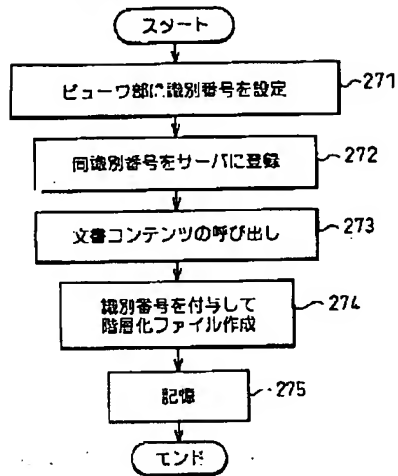 スタート
ビューワ部に識別番号を設定
271
同識別番号をサーバに登録
272
文書コンテンツの呼び出し
273
識別番号を付与して
階層化ファイル作成
274
記憶
275
エンド